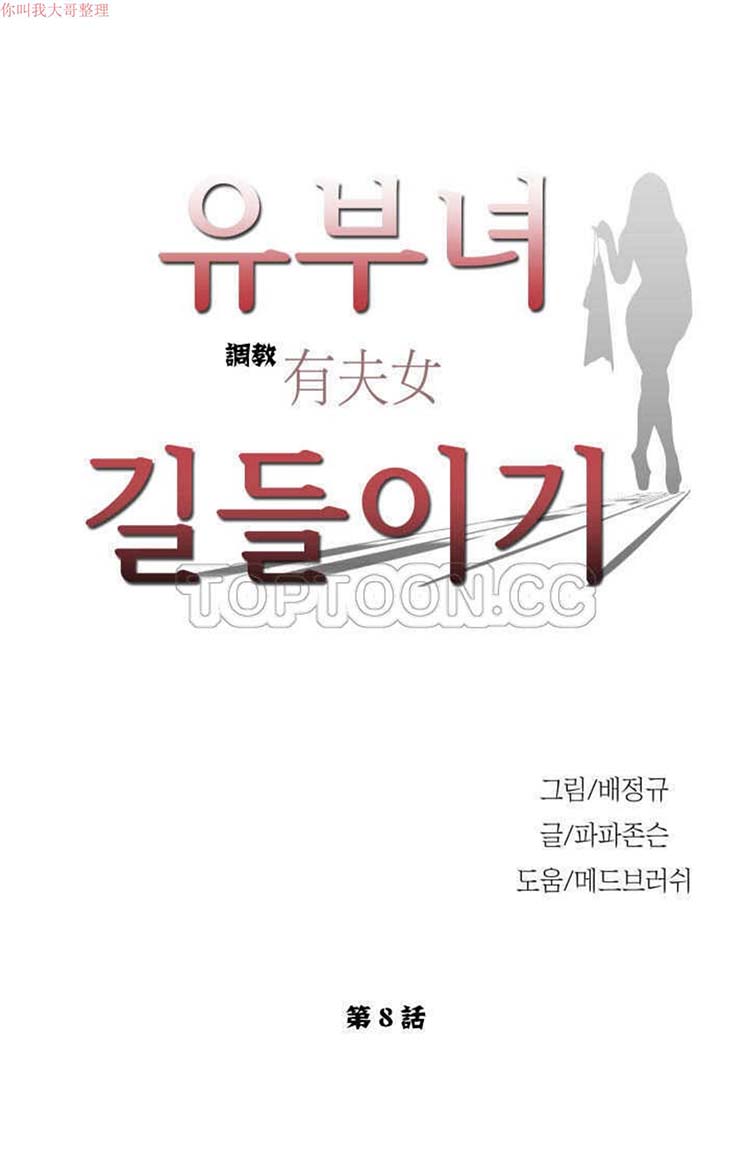 你叫我大哥整理
유부녀
調教 有夫女
길들이기
TOPTOON.CC
그림/배정규
글/파파존슨
도움/메드브러쉬
第 8 話